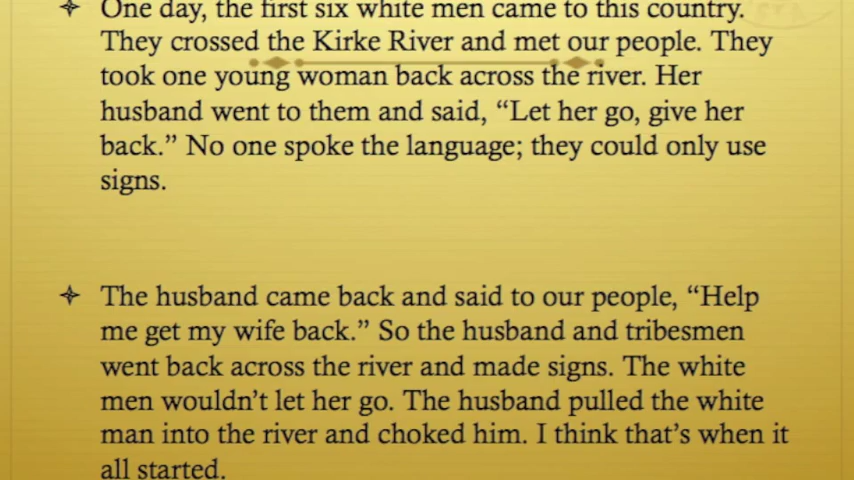 One day, the first six white men came to this country.
They crossed the Kirke River and met our people. They
took one young woman back across the river. Her
husband went to them and said, “Let her go, give her
back.” No one spoke the language; they could only use
signs.
The husband came back and said to our people, “Help
me get my wife back.” So the husband and tribesmen
went back across the river and made signs. The white
men wouldn’t let her go. The husband pulled the white
man into the river and choked him. I think that’s when it
all started.